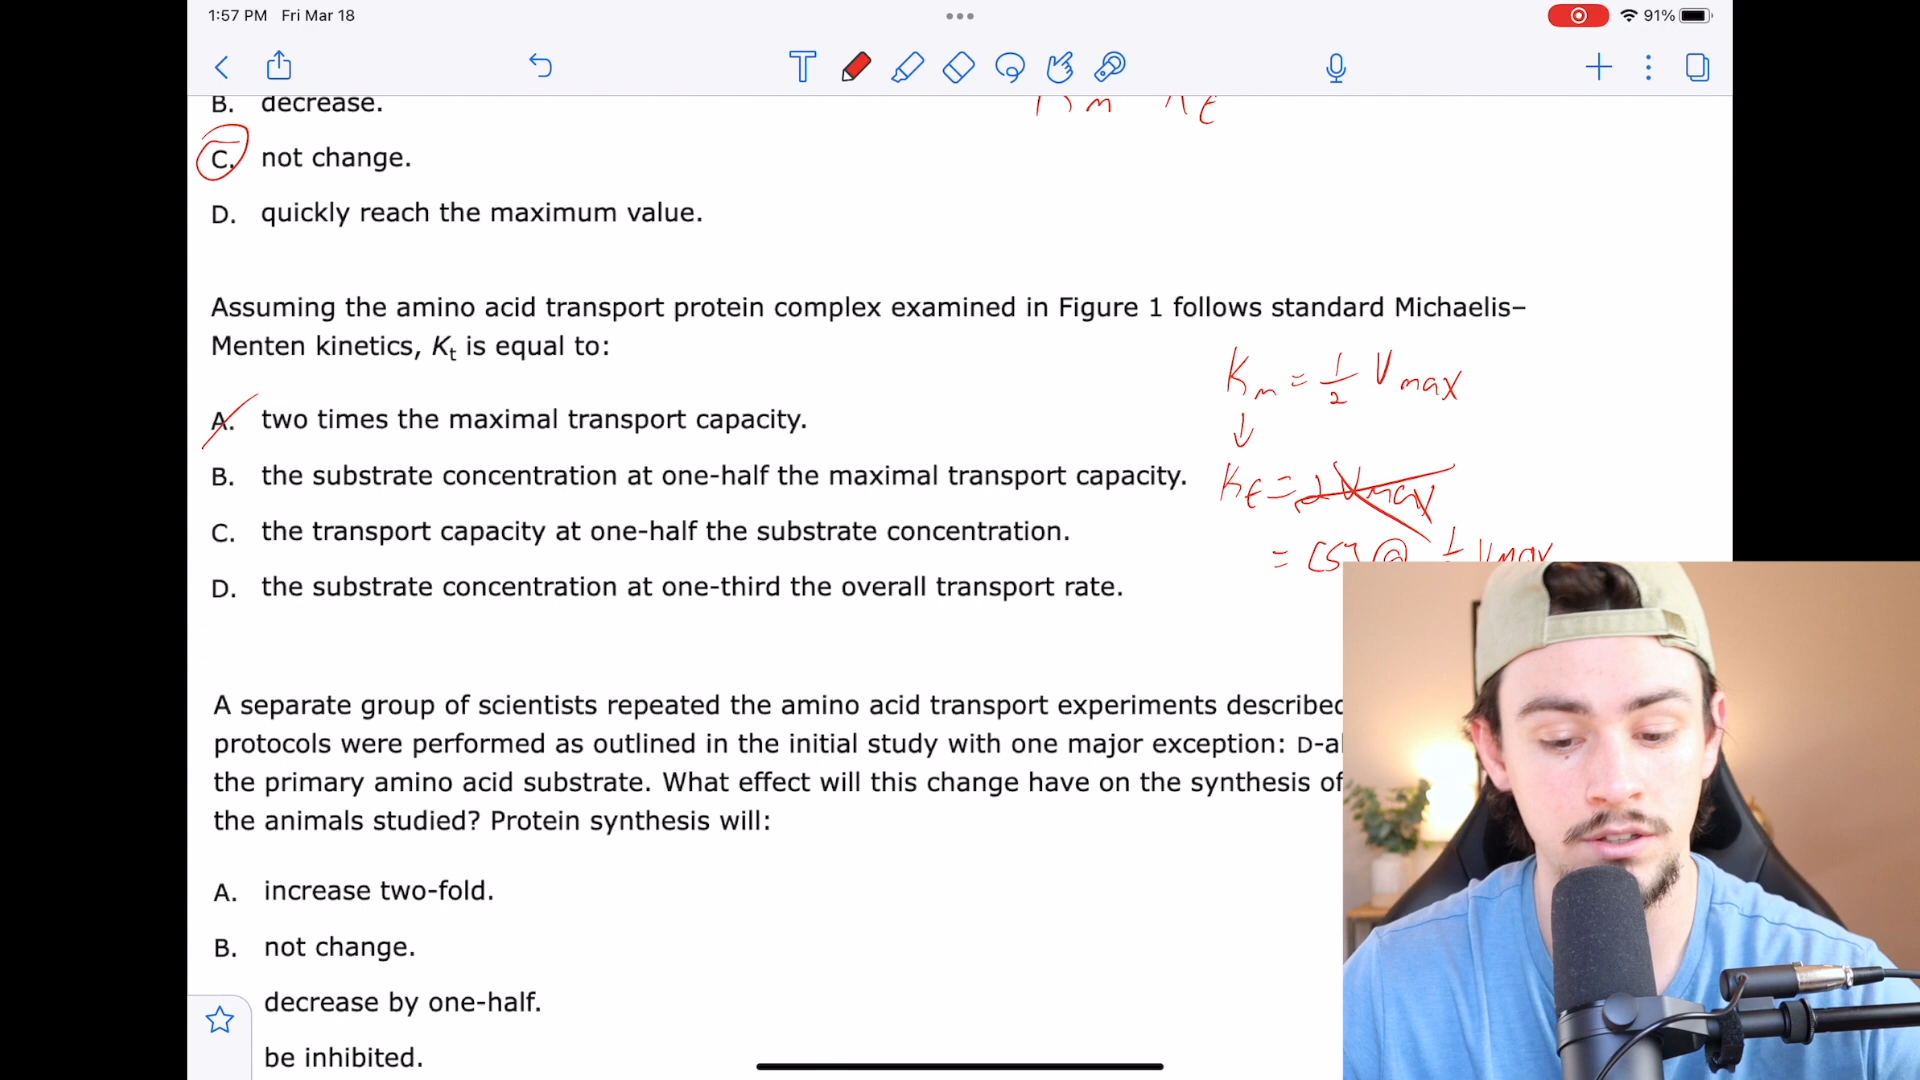 1:57 PM Fri Mar 18
91%
T
B. decrease.
C. not change.
D. quickly reach the maximum value.
Assuming the amino acid transport protein complex examined in Figure 1 follows standard Michaelis–
Menten kinetics, Kt is equal to:
Km = 1/2 Vmax
A. two times the maximal transport capacity.
↓
B. the substrate concentration at one-half the maximal transport capacity.
Kt = 2 Vmax
C. the transport capacity at one-half the substrate concentration.
= [S] @ 1/2 Vmax
D. the substrate concentration at one-third the overall transport rate.
A separate group of scientists repeated the amino acid transport experiments described
protocols were performed as outlined in the initial study with one major exception: D-al
the primary amino acid substrate. What effect will this change have on the synthesis of
the animals studied? Protein synthesis will:
A. increase two-fold.
B. not change.
decrease by one-half.
be inhibited.